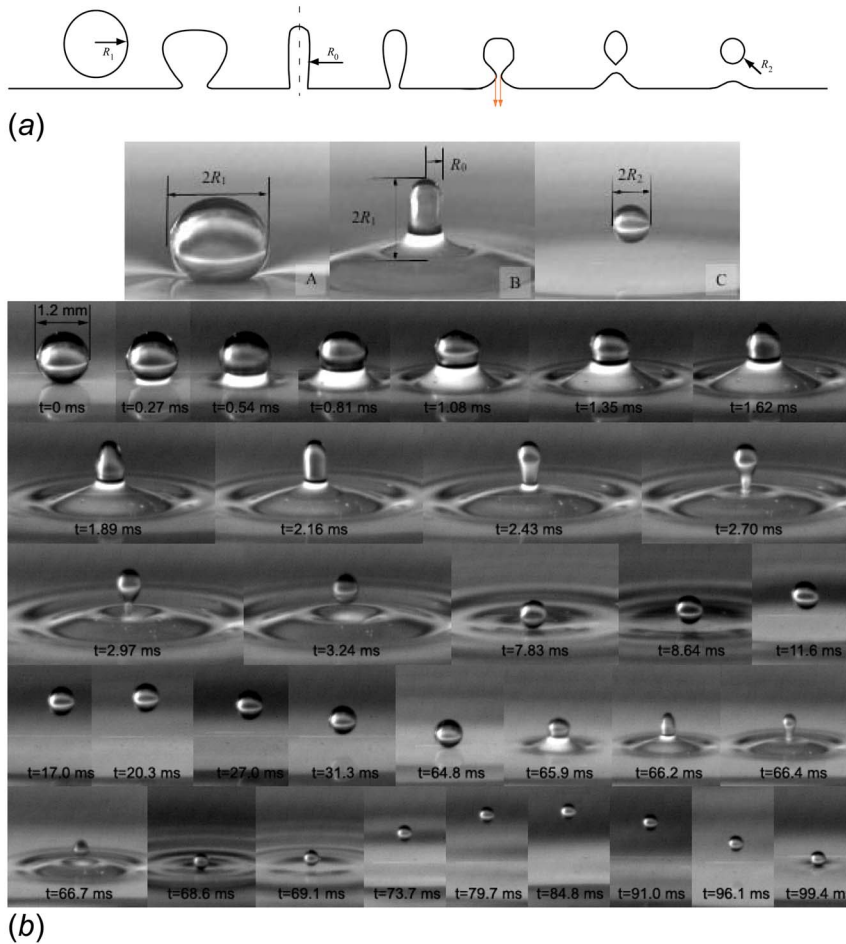 R1 R0 R2
(a)
2R1 R0 2R2
2R1
A B C
1.2 mm
t=0 ms t=0.27 ms t=0.54 ms t=0.81 ms t=1.08 ms t=1.35 ms t=1.62 ms
t=1.89 ms t=2.16 ms t=2.43 ms t=2.70 ms
t=2.97 ms t=3.24 ms t=7.83 ms t=8.64 ms t=11.6 ms
t=17.0 ms t=20.3 ms t=27.0 ms t=31.3 ms t=64.8 ms t=65.9 ms t=66.2 ms t=66.4 ms
t=66.7 ms t=68.6 ms t=69.1 ms t=73.7 ms t=79.7 ms t=84.8 ms t=91.0 ms t=96.1 ms t=99.4 m
(b)